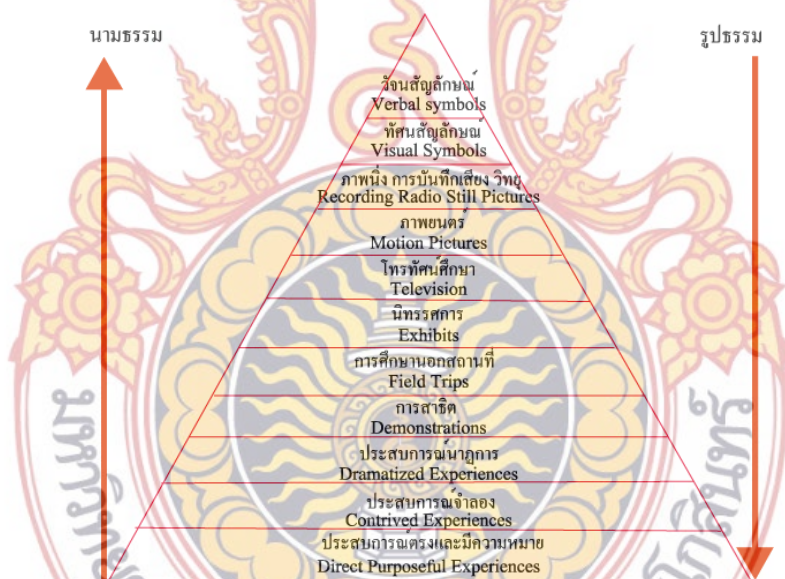 นามธรรม
รูปธรรม
วัจนสัญลักษณ์
Verbal symbols
ทัศนสัญลักษณ์
Visual Symbols
ภาพนิ่ง การบันทึกเสียง วิทยุ
Recording Radio Still Pictures
ภาพยนตร์
Motion Pictures
โทรทัศน์ศึกษา
Television
นิทรรศการ
Exhibits
การศึกษานอกสถานที่
Field Trips
การสาธิต
Demonstrations
ประสบการณ์นาฏการ
Dramatized Experiences
ประสบการณ์จำลอง
Contrived Experiences
ประสบการณ์ตรงและมีความหมาย
Direct Purposeful Experiences